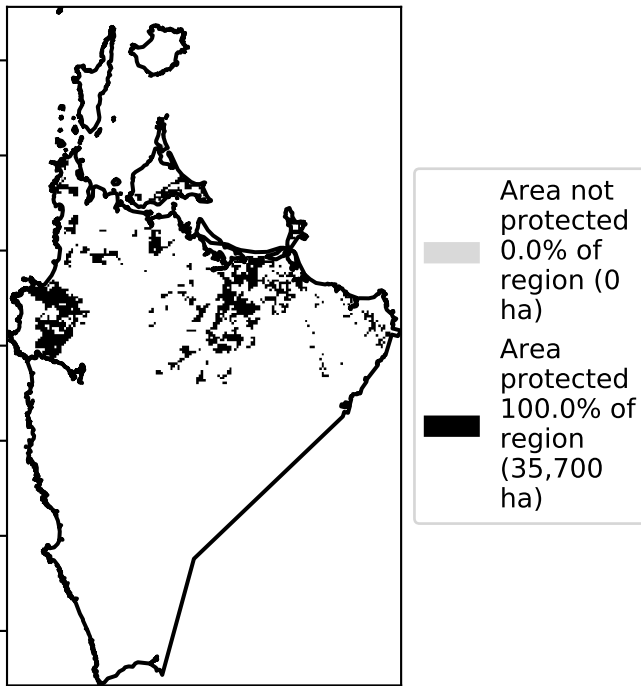 Area not
protected
0.0% of
region (0
ha)
Area
protected
100.0% of
region
(35,700
ha)